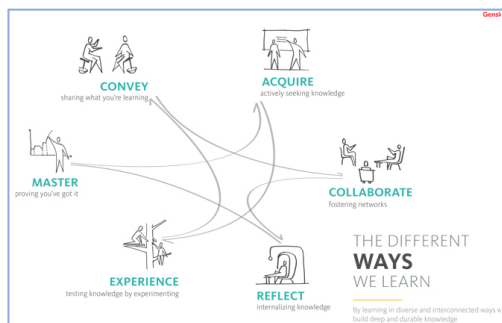 Gensle
CONVEY
sharing what you're learning
ACQUIRE
actively seeking knowledge
MASTER
proving you've got it
COLLABORATE
fostering networks
EXPERIENCE
testing knowledge by experimenting
REFLECT
internalizing knowledge
THE DIFFERENT
WAYS
WE LEARN
By learning in diverse and interconnected ways w
build deep and durable knowledge